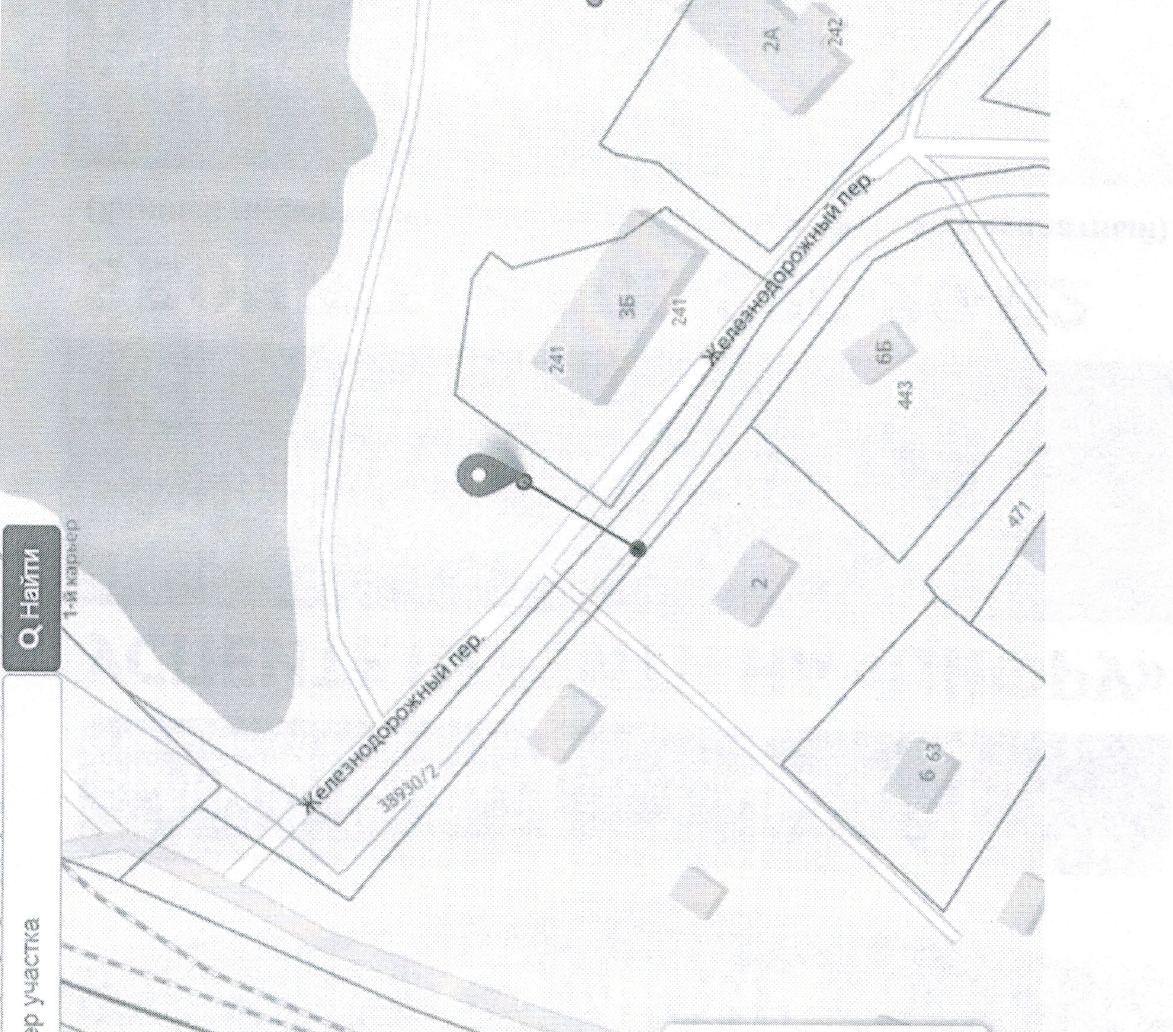 ер участка
Найти
1-й карьер
Железнодорожный пер.
38930/2
241
3Б
241
Железнодорожный пер.
2А
242
2
6Б
443
471
6 63